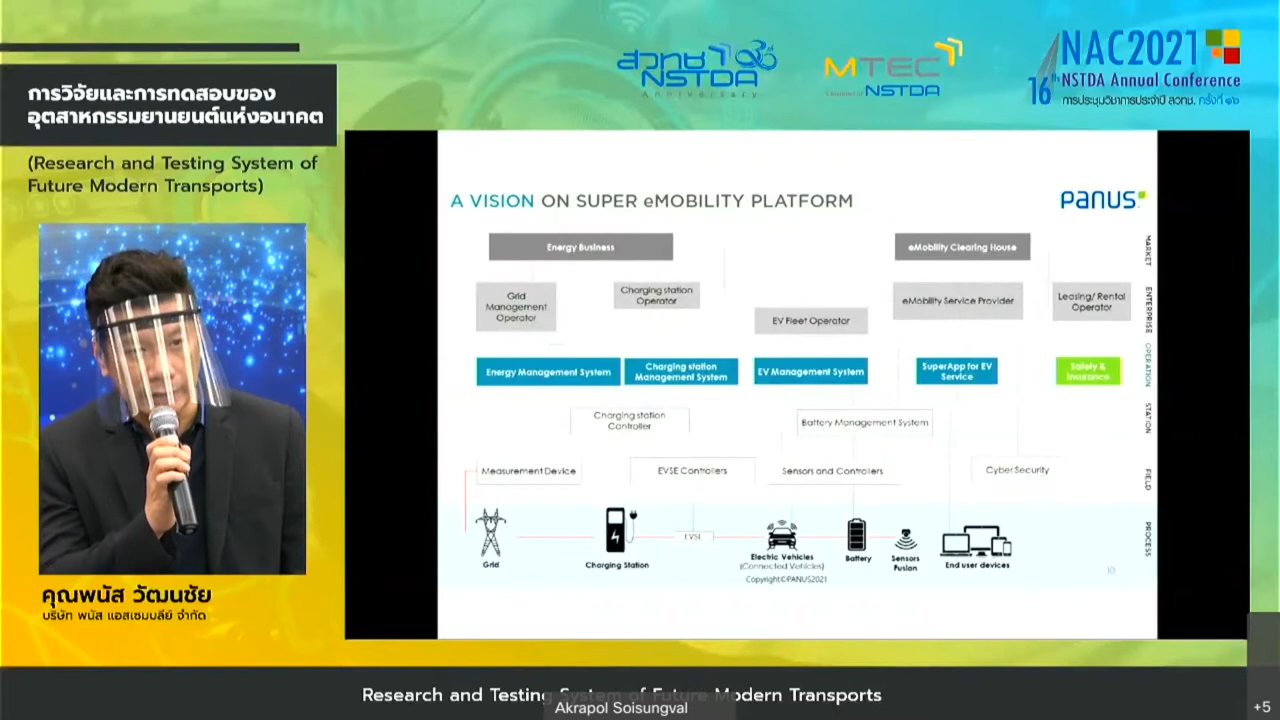 สวทช
NSTDA
Anniversary
MTEC
NSTDA
NAC2021
16th NSTDA Annual Conference
การประชุมวิชาการประจำปี สวทช. ครั้งที่ ๑๖
การวิจัยและการทดสอบของ
อุตสาหกรรมยานยนต์แห่งอนาคต
(Research and Testing System of
Future Modern Transports)
A VISION ON SUPER eMOBILITY PLATFORM
PANUS
Energy Business
eMobility Clearing House
MARKET
Grid
Management
Operator
Charging station
Operator
EV Fleet Operator
eMobility Service Provider
Leasing/ Rental
Operator
ENTERPRISE
Energy Management System
Charging station
Management System
EV Management System
SuperApp for EV
Service
Safety &
Insurance
OPERATION
Charging station
Controller
Battery Management System
STATION
Measurement Device
EVSE Controllers
Sensors and Controllers
Cyber Security
FIELD
EVSE
PROCESS
Grid
Charging Station
Electric Vehicles
(Connected Vehicles)
Battery
Sensors
Fusion
End user devices
Copyright©PANUS2021
10
คุณพนัส วัฒนชัย
บริษัท พนัส แอสเซมบลีย์ จำกัด
Research and Testing System of Future Modern Transports
Akrapol Soisungval
+5